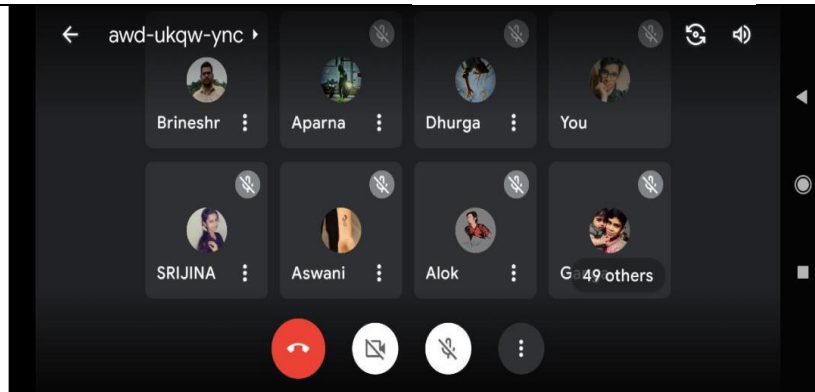 awd-ukqw-ync
Brineshr Aparna Dhurga You
SRIJINA Aswani Alok 49 others